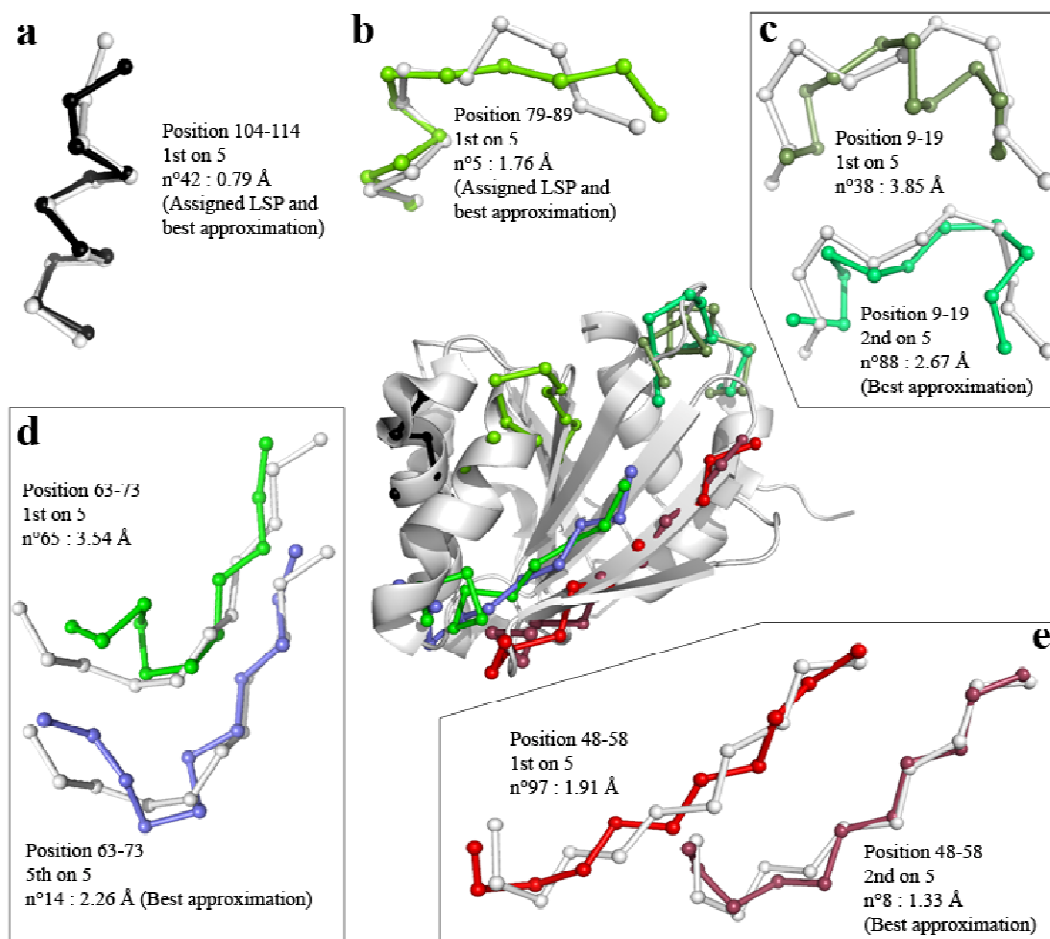 a
Position 104-114
1st on 5
n°42 : 0.79 Å
(Assigned LSP and
best approximation)
b
Position 79-89
1st on 5
n°5 : 1.76 Å
(Assigned LSP and
best approximation)
c
Position 9-19
1st on 5
n°38 : 3.85 Å
Position 9-19
2nd on 5
n°88 : 2.67 Å
(Best approximation)
d
Position 63-73
1st on 5
n°65 : 3.54 Å
Position 63-73
5th on 5
n°14 : 2.26 Å (Best approximation)
e
Position 48-58
1st on 5
n°97 : 1.91 Å
Position 48-58
2nd on 5
n°8 : 1.33 Å
(Best approximation)